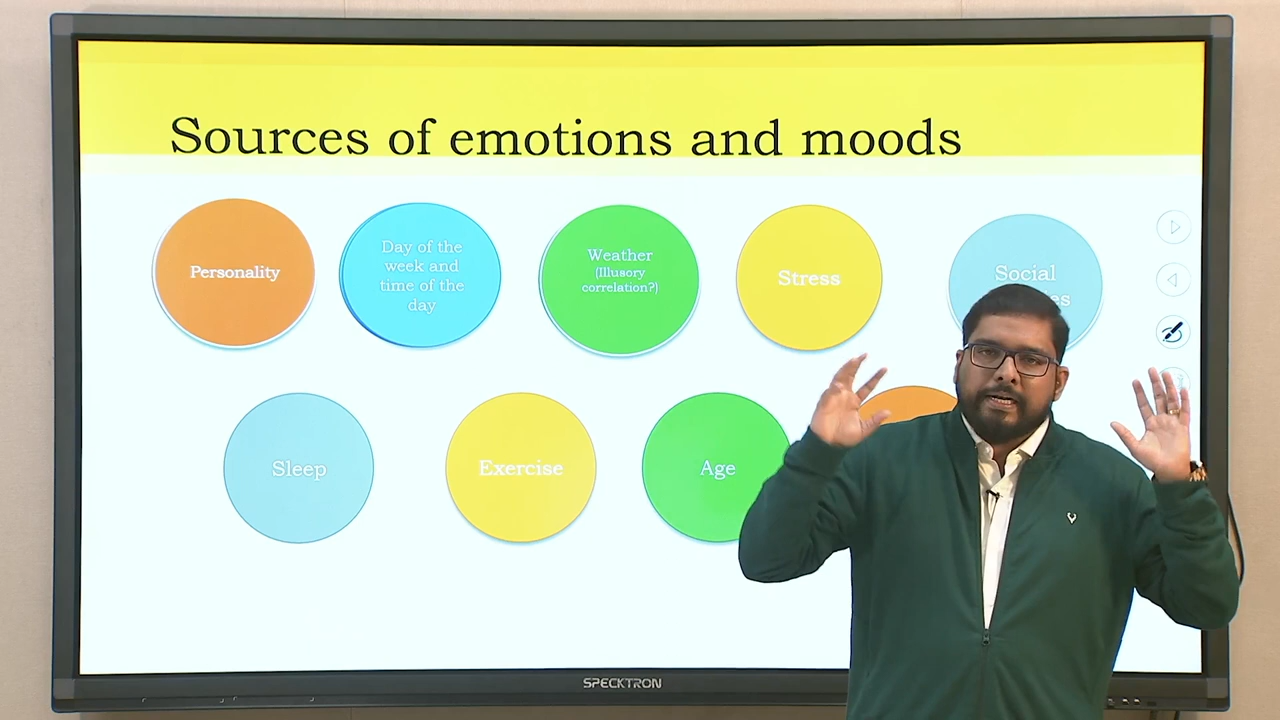 Sources of emotions and moods
Personality
Day of the
week and
time of the
day
Weather
(Illusory
correlation?)
Stress
Social
Sleep
Exercise
Age
SPECKTRON